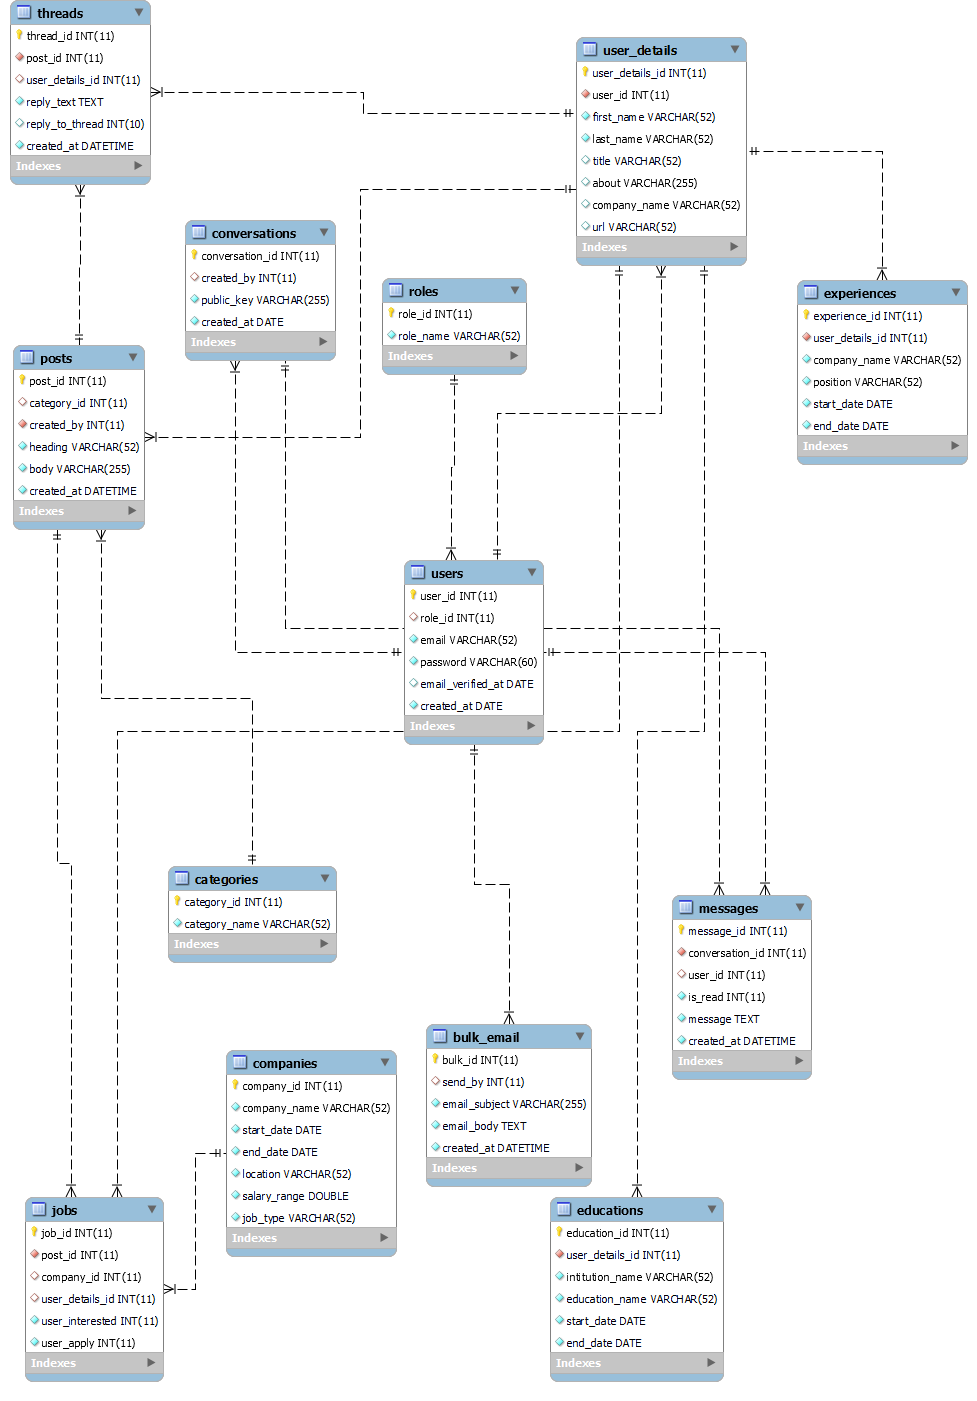 threads
thread_id INT(11)
post_id INT(11)
user_details_id INT(11)
reply_text TEXT
reply_to_thread INT(10)
created_at DATETIME
Indexes
user_details
user_details_id INT(11)
user_id INT(11)
first_name VARCHAR(52)
last_name VARCHAR(52)
title VARCHAR(52)
about VARCHAR(255)
company_name VARCHAR(52)
url VARCHAR(52)
Indexes
conversations
conversation_id INT(11)
created_by INT(11)
public_key VARCHAR(255)
created_at DATE
Indexes
roles
role_id INT(11)
role_name VARCHAR(52)
Indexes
experiences
experience_id INT(11)
user_details_id INT(11)
company_name VARCHAR(52)
position VARCHAR(52)
start_date DATE
end_date DATE
Indexes
posts
post_id INT(11)
category_id INT(11)
created_by INT(11)
heading VARCHAR(52)
body VARCHAR(255)
created_at DATETIME
Indexes
users
user_id INT(11)
role_id INT(11)
email VARCHAR(52)
password VARCHAR(60)
email_verified_at DATE
created_at DATE
Indexes
categories
category_id INT(11)
category_name VARCHAR(52)
Indexes
messages
message_id INT(11)
conversation_id INT(11)
user_id INT(11)
is_read INT(11)
message TEXT
created_at DATETIME
Indexes
bulk_email
bulk_id INT(11)
send_by INT(11)
email_subject VARCHAR(255)
email_body TEXT
created_at DATETIME
Indexes
companies
company_id INT(11)
company_name VARCHAR(52)
start_date DATE
end_date DATE
location VARCHAR(52)
salary_range DOUBLE
job_type VARCHAR(52)
Indexes
jobs
job_id INT(11)
post_id INT(11)
company_id INT(11)
user_details_id INT(11)
user_interested INT(11)
user_apply INT(11)
Indexes
educations
education_id INT(11)
user_details_id INT(11)
intitution_name VARCHAR(52)
education_name VARCHAR(52)
start_date DATE
end_date DATE
Indexes